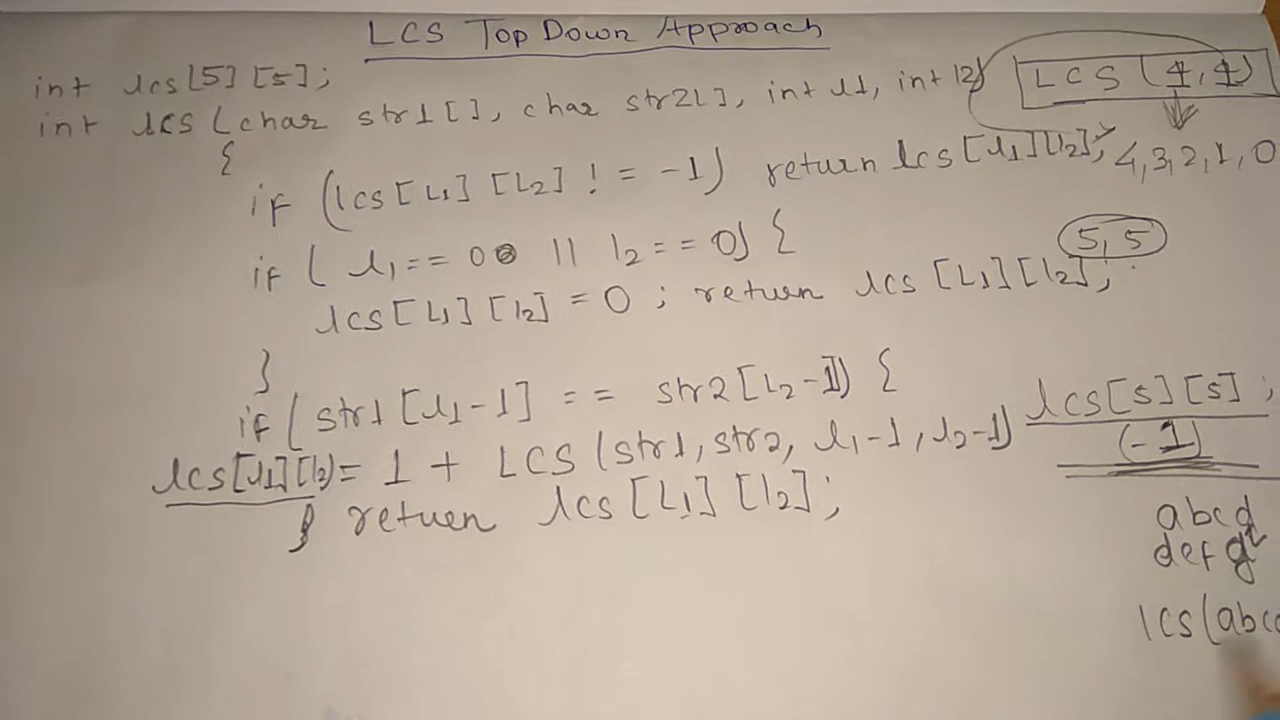 LCS Top Down Approach
int lcs[5][5];
int lcs (char str1[], char str2[], int l1, int l2)
LCS (4,4)
{
if (lcs[L1][L2] != -1) return lcs[l1][l2];
4,3,2,1,0
if (l1==0 || l2==0) {
5,5
lcs[L1][l2] = 0; return lcs[L1][l2];
}
if (str1[l1-1] == str2[L2-1]) {
lcs[5][5];
lcs[l1][l2] = 1 + LCS (str1, str2, l1-1, l2-1)
(-1)
} return lcs[L1][l2];
abcd
defg
lcs(abcd